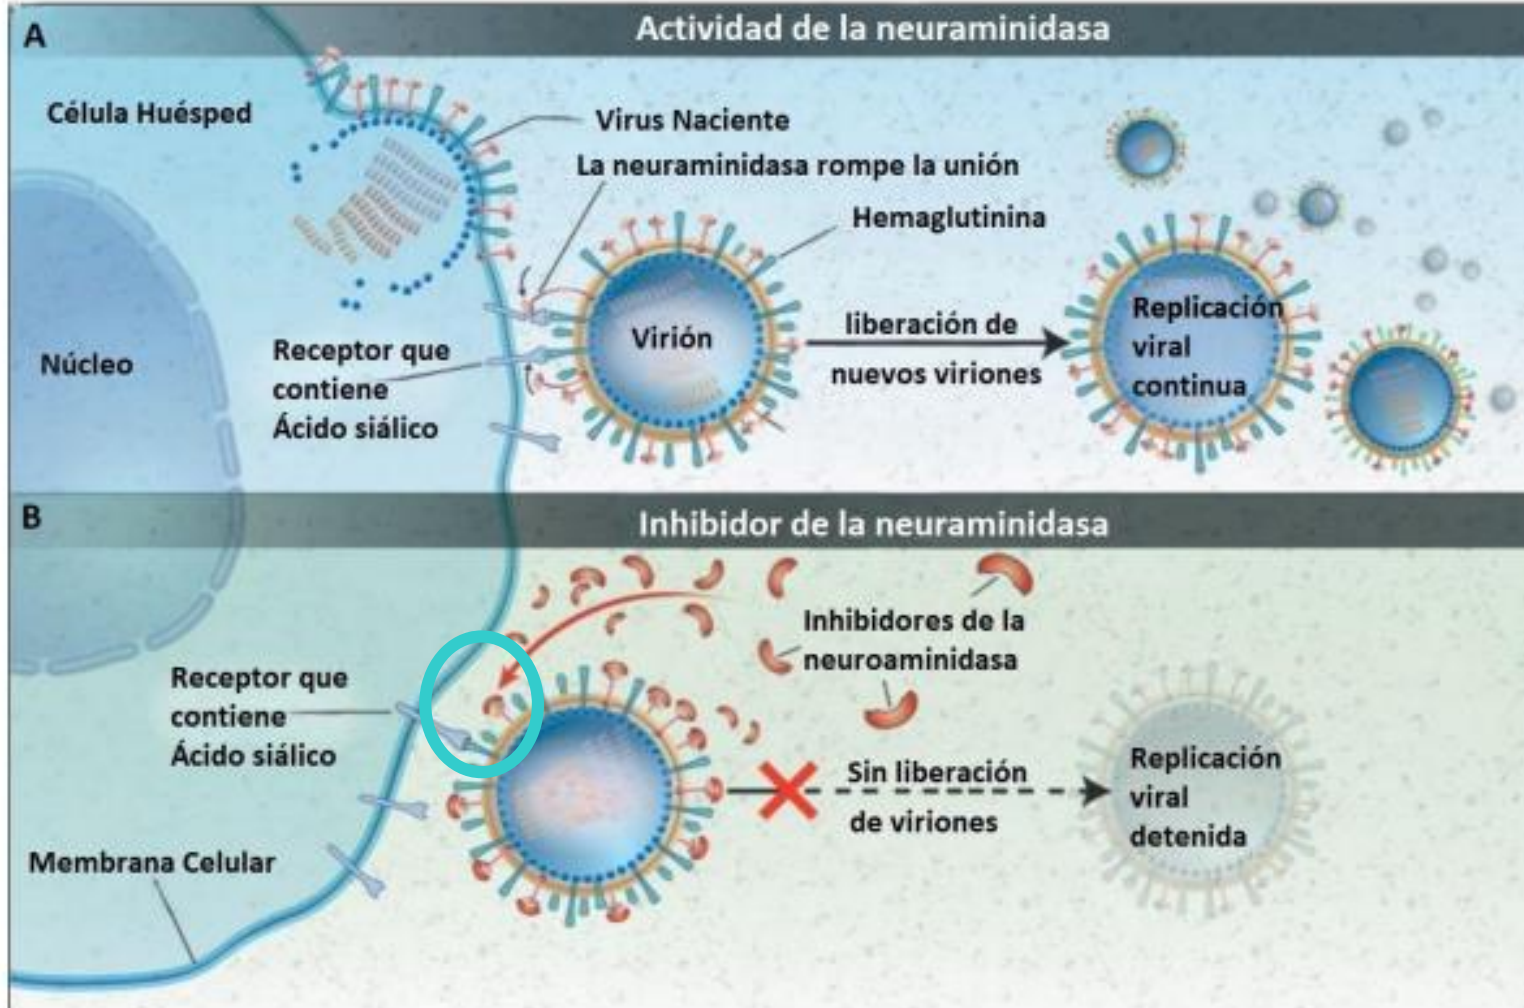 A
Actividad de la neuraminidasa
Célula Huésped
Virus Naciente
La neuraminidasa rompe la unión
Hemaglutinina
Virión
liberación de
nuevos viriones
Replicación
viral
continua
Núcleo
Receptor que
contiene
Ácido siálico
B
Inhibidor de la neuraminidasa
Inhibidores de la
neuroaminidasa
Receptor que
contiene
Ácido siálico
Sin liberación
de viriones
Replicación
viral
detenida
Membrana Celular